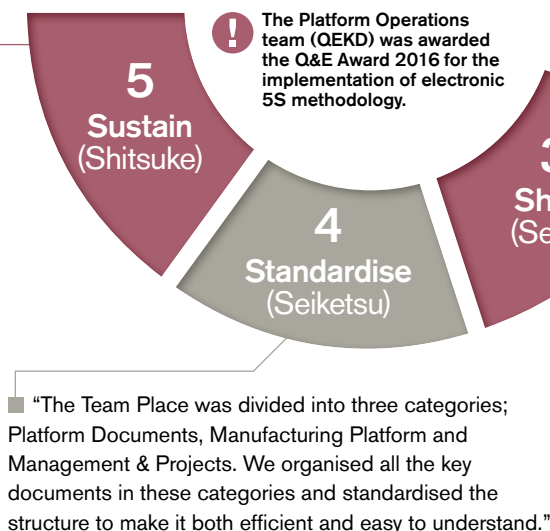 !
The Platform Operations
team (QEKD) was awarded
the Q&E Award 2016 for the
implementation of electronic
5S methodology.
5
Sustain
(Shitsuke)
4
Standardise
(Seiketsu)
“The Team Place was divided into three categories;
Platform Documents, Manufacturing Platform and
Management & Projects. We organised all the key
documents in these categories and standardised the
structure to make it both efficient and easy to understand.”